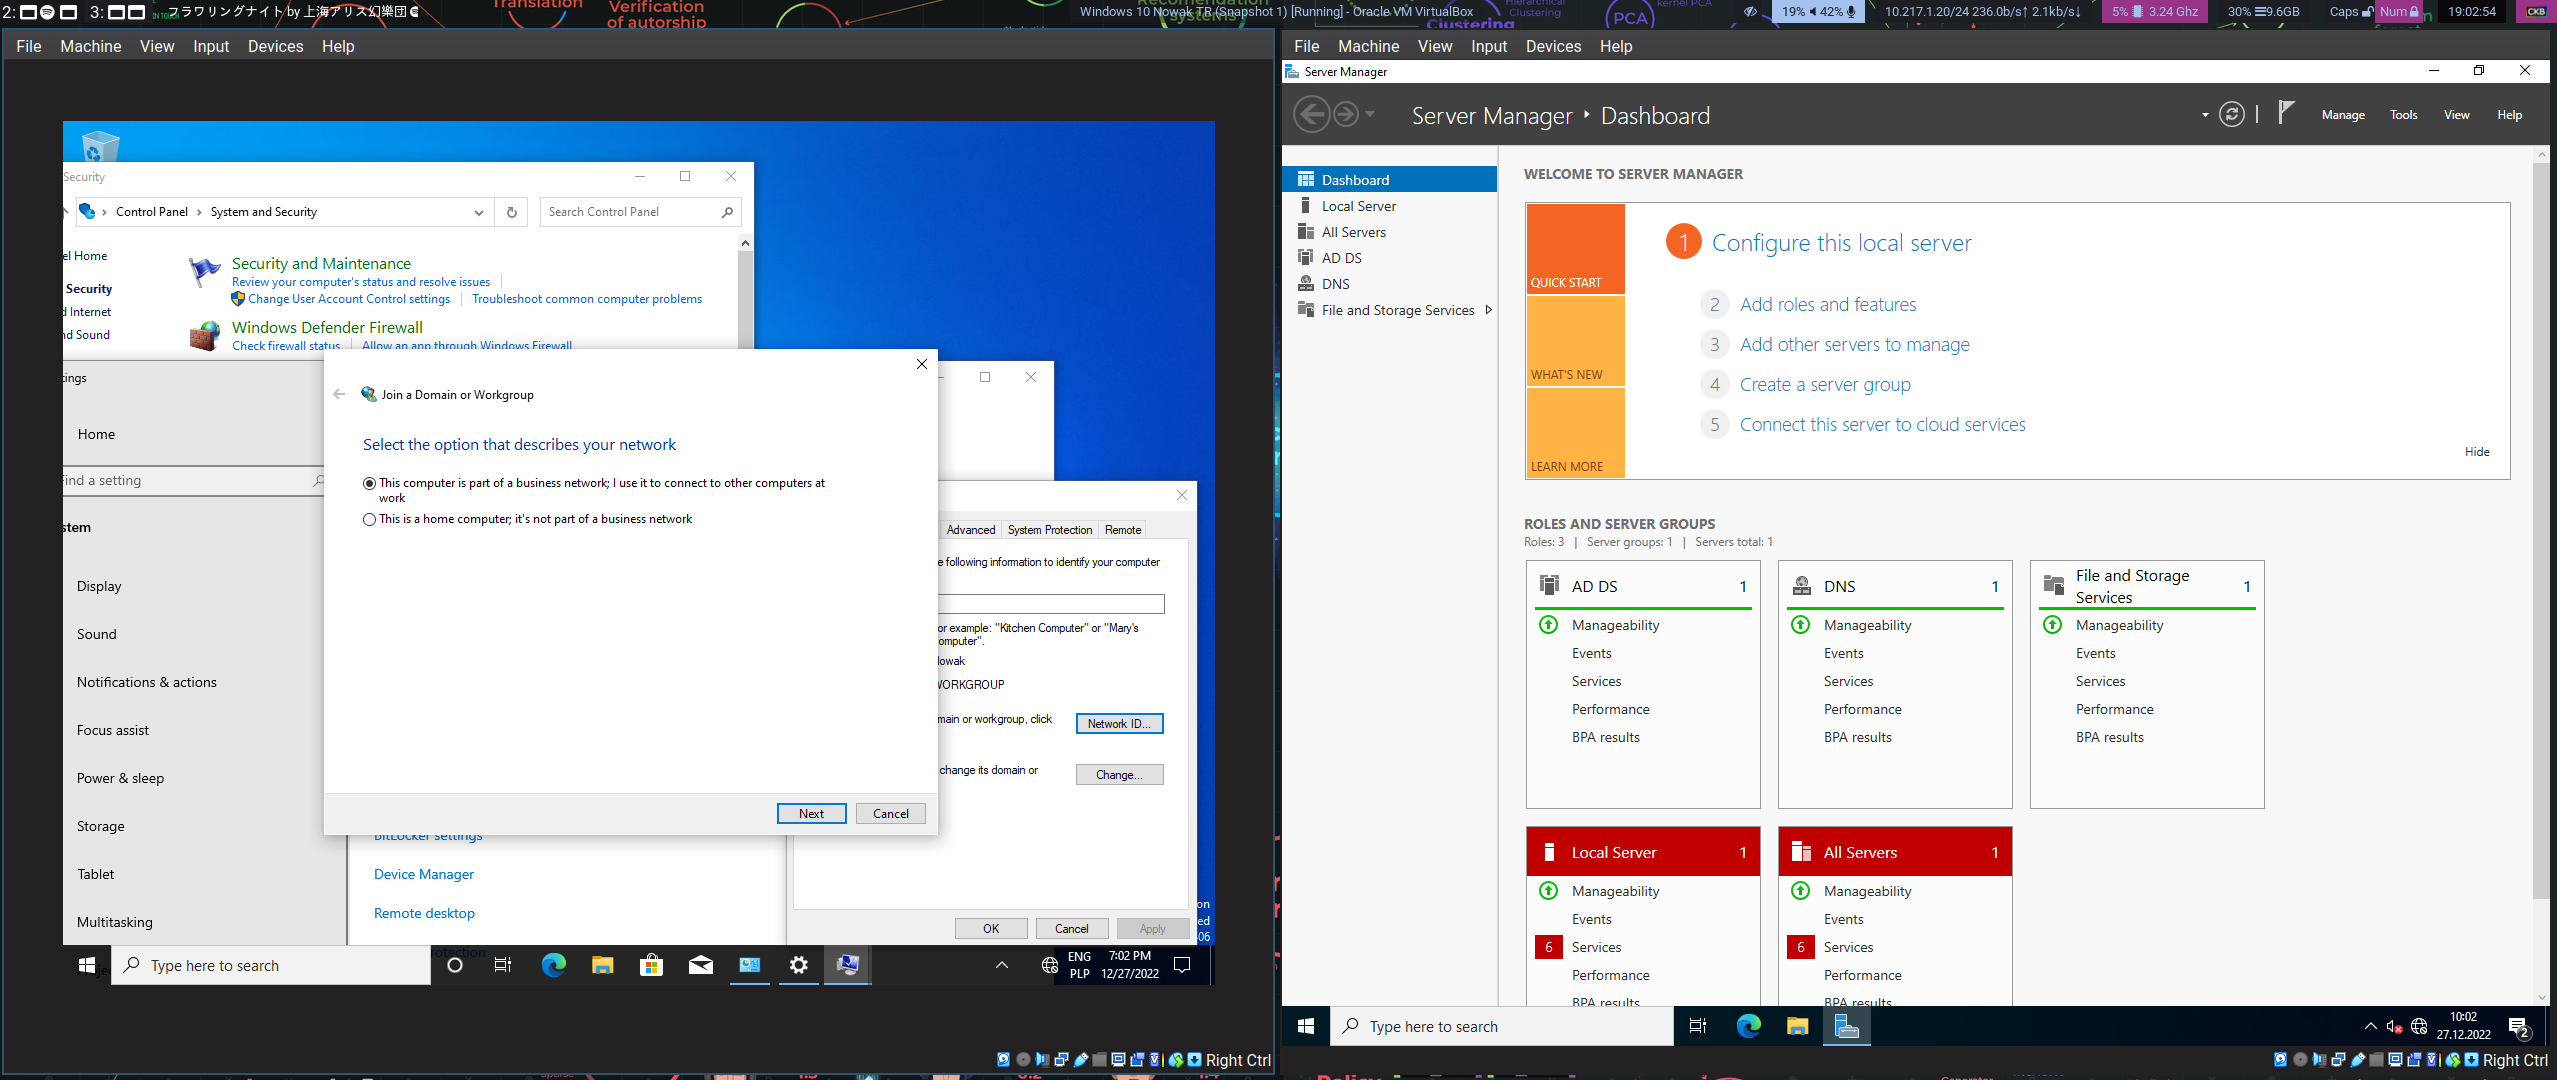 2:
3:
フラワリングナイト by 上海アリス幻樂団
Translation
Verification
of autorship
Windows 10 Nowak TR (Snapshot 1) [Running] - Oracle VM VirtualBox
Recomendation
systems
Clustering
Hierarchical
Clustering
PCA
kernel PCA
19% 42%
10.217.1.20/24 236.0b/s↑ 2.1kb/s↓
5% 3.24 Ghz
30% 9.6GB
Caps Num
19:02:54
CKB
File Machine View Input Devices Help
Security
Control Panel > System and Security
Search Control Panel
el Home
Security
d Internet
nd Sound
Security and Maintenance
Review your computer's status and resolve issues
Change User Account Control settings
Troubleshoot common computer problems
Windows Defender Firewall
Check firewall status
Allow an app through Windows Firewall
tings
Home
Find a setting
stem
Display
Sound
Notifications & actions
Focus assist
Power & sleep
Storage
Tablet
Multitasking
Join a Domain or Workgroup
Select the option that describes your network
This computer is part of a business network; I use it to connect to other computers at
work
This is a home computer; it's not part of a business network
Next
Cancel
BitLocker settings
Device Manager
Remote desktop
Advanced System Protection Remote
e following information to identify your computer
or example: "Kitchen Computer" or "Mary's
omputer".
lowak
WORKGROUP
main or workgroup, click
Network ID...
change its domain or
Change...
OK
Cancel
Apply
on
ed
06
otection
Type here to search
ENG
PLP
7:02 PM
12/27/2022
Right Ctrl
File Machine View Input Devices Help
Server Manager
Server Manager ‣ Dashboard
Manage Tools View Help
Dashboard
Local Server
All Servers
AD DS
DNS
File and Storage Services
WELCOME TO SERVER MANAGER
QUICK START
WHAT'S NEW
LEARN MORE
1 Configure this local server
2 Add roles and features
3 Add other servers to manage
4 Create a server group
5 Connect this server to cloud services
Hide
ROLES AND SERVER GROUPS
Roles: 3 | Server groups: 1 | Servers total: 1
AD DS 1
Manageability
Events
Services
Performance
BPA results
DNS 1
Manageability
Events
Services
Performance
BPA results
File and Storage
Services 1
Manageability
Events
Services
Performance
BPA results
Local Server 1
Manageability
Events
6 Services
Performance
BPA results
All Servers 1
Manageability
Events
6 Services
Performance
BPA results
Type here to search
10:02
27.12.2022
2
Right Ctrl